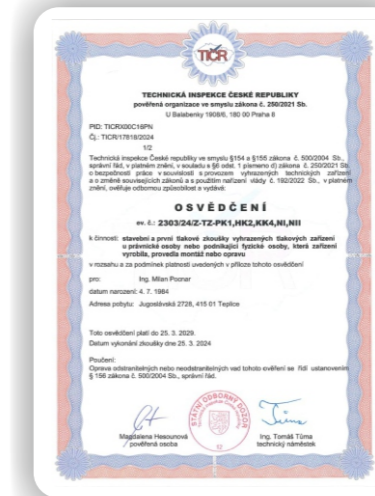 TIČR
TECHNICKÁ INSPEKCE ČESKÉ REPUBLIKY
pověřená organizace ve smyslu zákona č. 250/2021 Sb.
U Balabenky 1908/6, 180 00 Praha 8
PID: TICRX00C16PN
Čj.: TICR/17818/2024
1/2
Technická inspekce České republiky ve smyslu §154 a §155 zákona č. 500/2004 Sb.,
správní řád, v platném znění, v souladu s §6 odst. 1 písmeno d) zákona č. 250/2021 Sb.
o bezpečnosti práce v souvislosti s provozem vyhrazených technických zařízení
a o změně souvisejících zákonů a s použitím nařízení vlády č. 192/2022 Sb., v platném
znění, ověřuje odbornou způsobilost a vydává:
OSVĚDČENÍ
ev. č.: 2303/24/Z-TZ-PK1,HK2,KK4,NI,NII
k činnosti: stavební a první tlakové zkoušky vyhrazených tlakových zařízení
u právnické osoby nebo podnikající fyzické osoby, která zařízení
vyrobila, provedla montáž nebo opravu
v rozsahu a za podmínek platnosti uvedených v příloze tohoto osvědčení
pro: Ing. Milan Pocnar
datum narození: 4. 7. 1984
Adresa pobytu: Jugoslávská 2728, 415 01 Teplice
Toto osvědčení platí do 25. 3. 2029.
Datum vykonání zkoušky dne 25. 3. 2024
Poučení:
Oprava odstranitelných nebo neodstranitelných vad tohoto ověření se řídí ustanovením
§ 156 zákona č. 500/2004 Sb., správní řád.
STÁTNÍ ODBORNÝ DOZOR
Magdalena Hesounová
pověřená osoba
Ing. Tomáš Tůma
technický náměstek